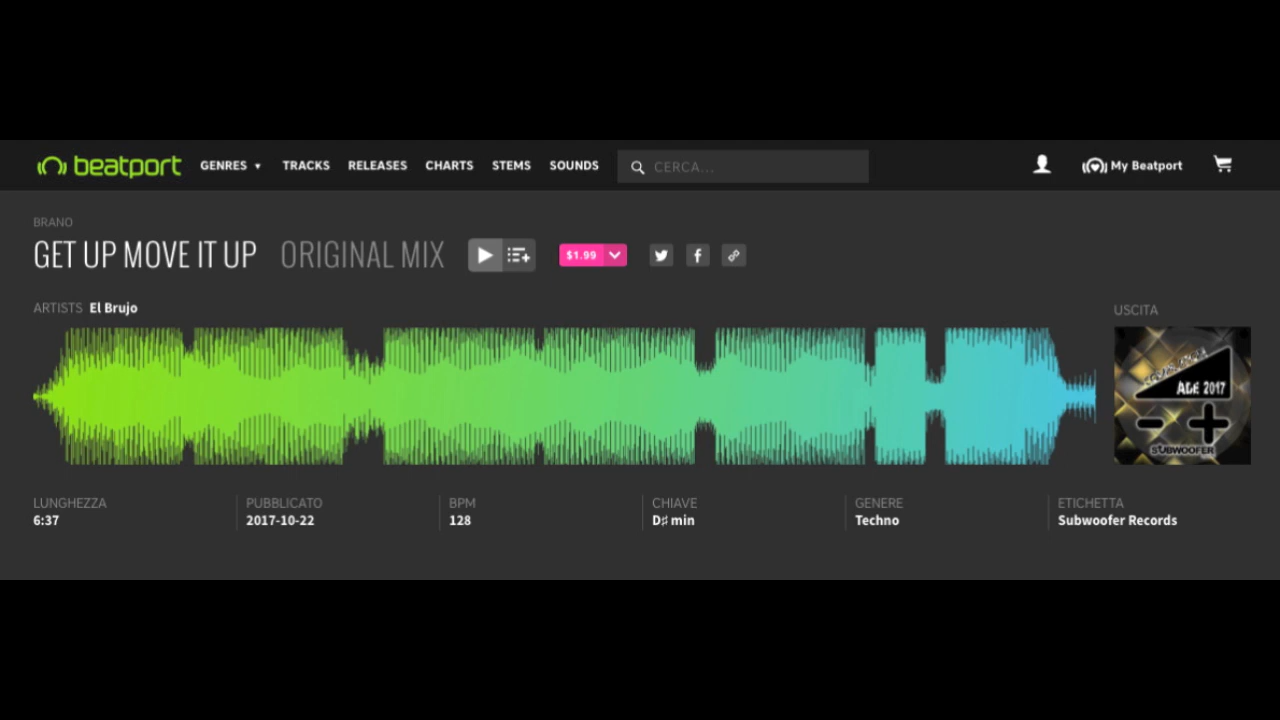 beatport GENRES ▼ TRACKS RELEASES CHARTS STEMS SOUNDS CERCA... My Beatport
BRANO
GET UP MOVE IT UP ORIGINAL MIX $1.99
ARTISTS El Brujo
USCITA
ADE 2017
SUBWOOFER
LUNGHEZZA PUBBLICATO BPM CHIAVE GENERE ETICHETTA
6:37 2017-10-22 128 D♯ min Techno Subwoofer Records